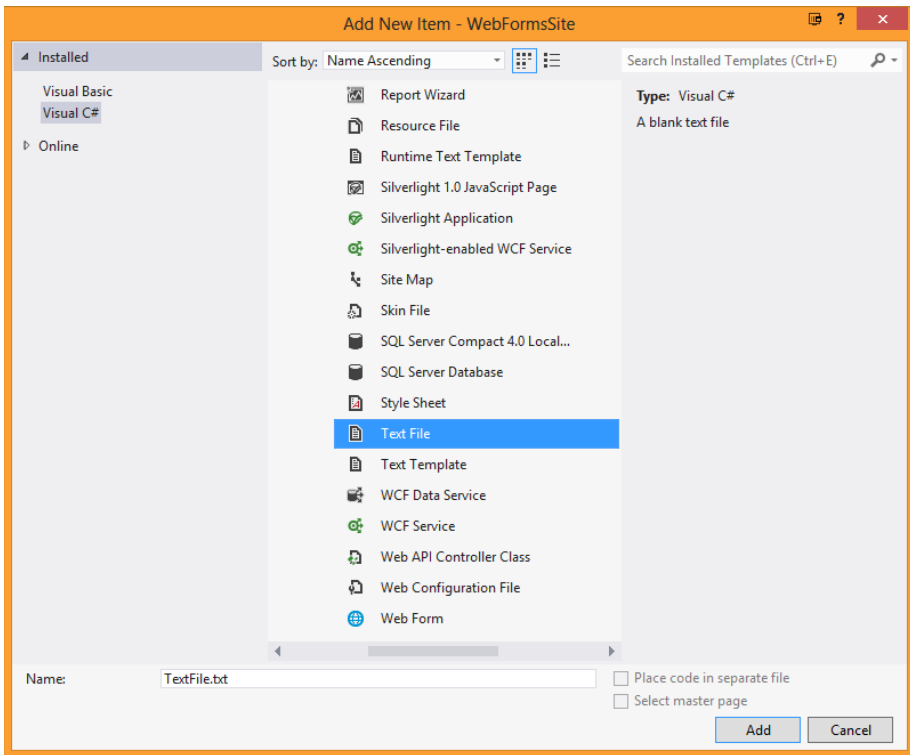 Add New Item - WebFormsSite
?
Installed
Visual Basic
Visual C#
Online
Sort by: Name Ascending
Search Installed Templates (Ctrl+E)
Report Wizard
Resource File
Runtime Text Template
Silverlight 1.0 JavaScript Page
Silverlight Application
Silverlight-enabled WCF Service
Site Map
Skin File
SQL Server Compact 4.0 Local...
SQL Server Database
Style Sheet
Text File
Text Template
WCF Data Service
WCF Service
Web API Controller Class
Web Configuration File
Web Form
Type: Visual C#
A blank text file
Name: TextFile.txt
Place code in separate file
Select master page
Add Cancel